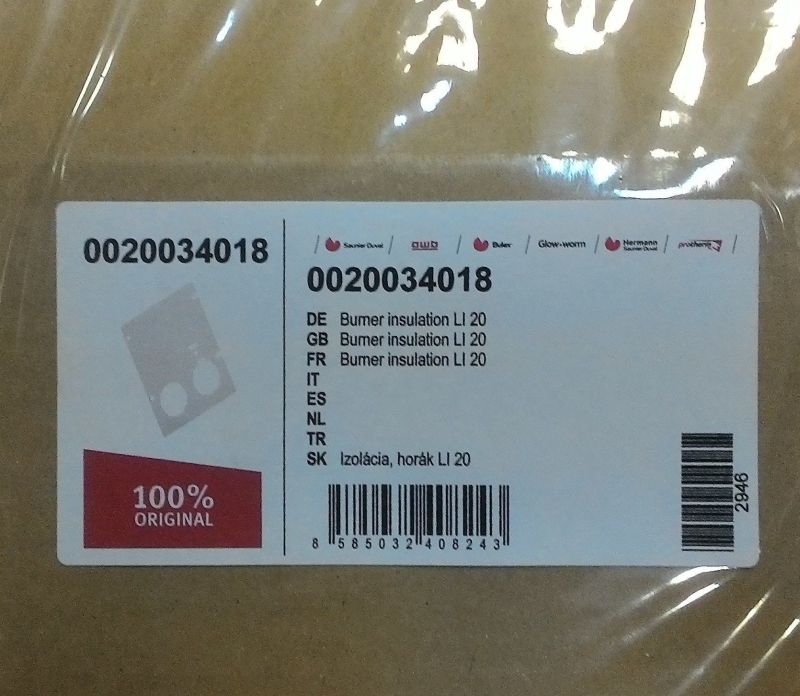 0020034018
100%
ORIGINAL
/ Saunier Duval / awb / Bulex / Glow-worm / Hermann Saunier Duval / protherm /
0020034018
DE Burner insulation LI 20
GB Burner insulation LI 20
FR Burner insulation LI 20
IT
ES
NL
TR
SK Izolácia, horák LI 20
8 585032 408243
2946